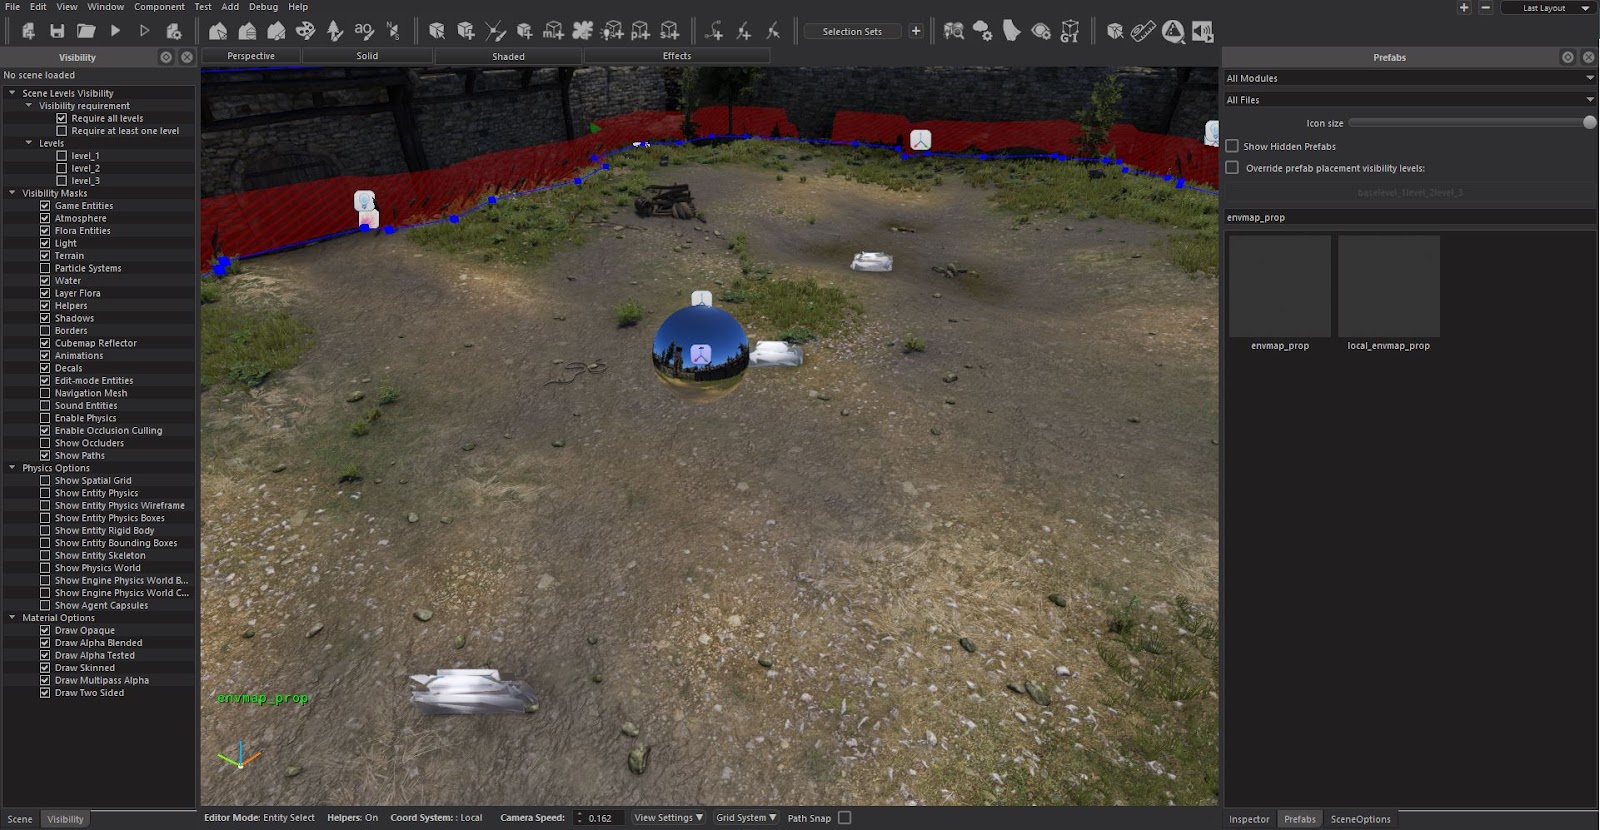 File Edit View Window Component Test Add Debug Help
Last Layout
Selection Sets
Visibility
Perspective Solid Shaded Effects
Prefabs
No scene loaded
Scene Levels Visibility
Visibility requirement
Require all levels
Require at least one level
Levels
level_1
level_2
level_3
Visibility Masks
Game Entities
Atmosphere
Flora Entities
Light
Terrain
Particle Systems
Water
Layer Flora
Helpers
Shadows
Borders
Cubemap Reflector
Animations
Decals
Edit-mode Entities
Navigation Mesh
Sound Entities
Enable Physics
Enable Occlusion Culling
Show Occluders
Show Paths
Physics Options
Show Spatial Grid
Show Entity Physics
Show Entity Physics Wireframe
Show Entity Physics Boxes
Show Entity Rigid Body
Show Entity Bounding Boxes
Show Entity Skeleton
Show Physics World
Show Engine Physics World B...
Show Engine Physics World C...
Show Agent Capsules
Material Options
Draw Opaque
Draw Alpha Blended
Draw Alpha Tested
Draw Skinned
Draw Multipass Alpha
Draw Two Sided
envmap_prop
All Modules
All Files
Icon size
Show Hidden Prefabs
Override prefab placement visibility levels:
baselevel_1level_2level_3
envmap_prop
envmap_prop local_envmap_prop
Scene Visibility
Editor Mode: Entity Select Helpers: On Coord System: : Local Camera Speed: 0.162 View Settings Grid System Path Snap
Inspector Prefabs SceneOptions